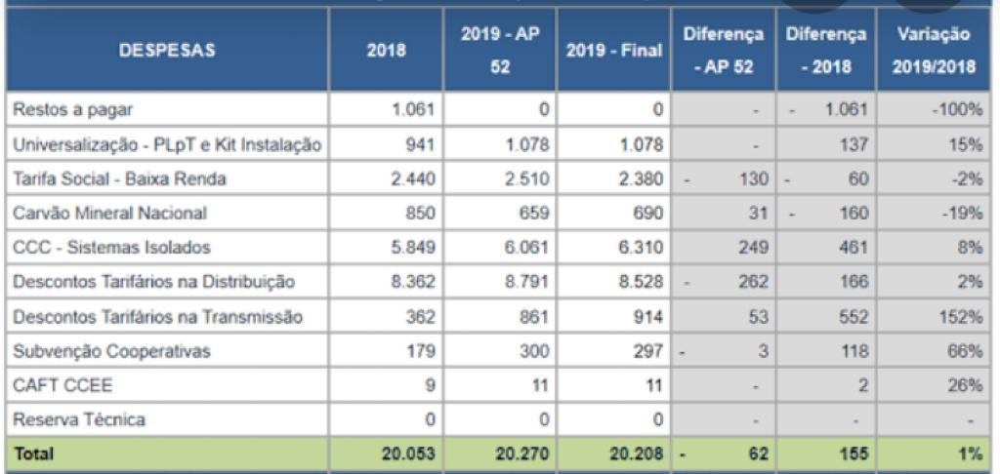 DESPESAS 2018 2019 - AP 52 2019 - Final Diferença - AP 52 Diferença - 2018 Variação 2019/2018
Restos a pagar 1.061 0 0 - - 1.061 -100%
Universalização - PLpT e Kit Instalação 941 1.078 1.078 - 137 15%
Tarifa Social - Baixa Renda 2.440 2.510 2.380 - 130 - 60 -2%
Carvão Mineral Nacional 850 659 690 31 - 160 -19%
CCC - Sistemas Isolados 5.849 6.061 6.310 249 461 8%
Descontos Tarifários na Distribuição 8.362 8.791 8.528 - 262 166 2%
Descontos Tarifários na Transmissão 362 861 914 53 552 152%
Subvenção Cooperativas 179 300 297 - 3 118 66%
CAFT CCEE 9 11 11 - 2 26%
Reserva Técnica 0 0 0 - - -
Total 20.053 20.270 20.208 - 62 155 1%